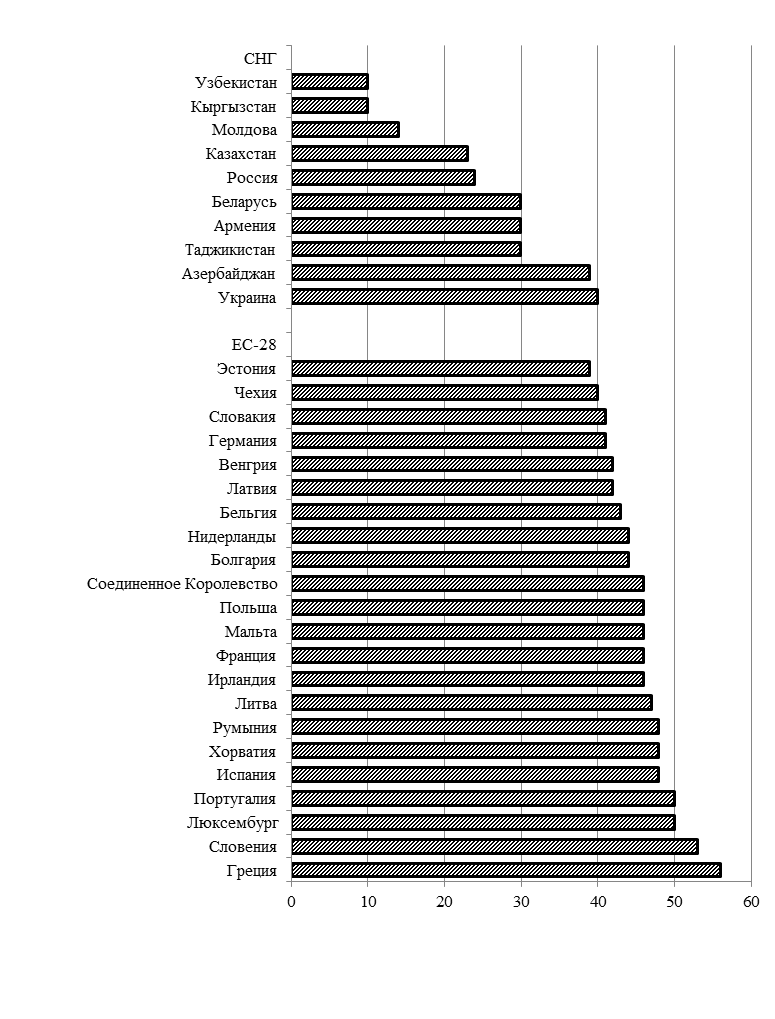 СНГ
Узбекистан
Кыргызстан
Молдова
Казахстан
Россия
Беларусь
Армения
Таджикистан
Азербайджан
Украина
ЕС-28
Эстония
Чехия
Словакия
Германия
Венгрия
Латвия
Бельгия
Нидерланды
Болгария
Соединенное Королевство
Польша
Мальта
Франция
Ирландия
Литва
Румыния
Хорватия
Испания
Португалия
Люксембург
Словения
Греция
0 10 20 30 40 50 60